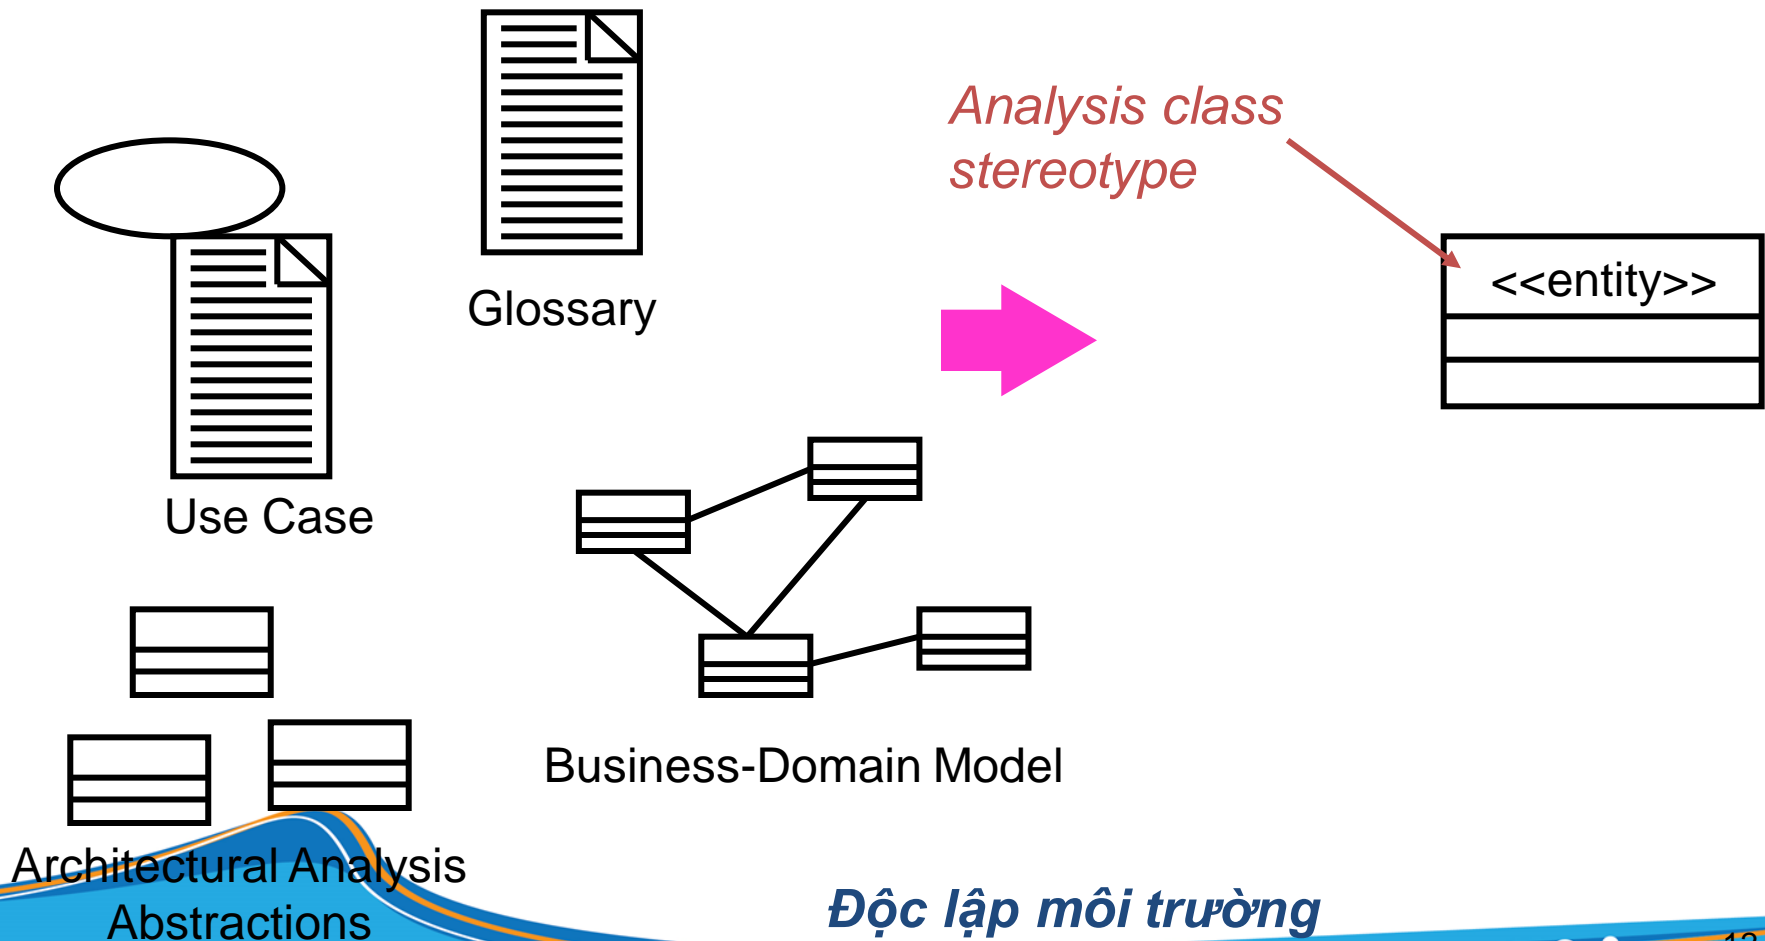 Analysis class
stereotype
<<entity>>
Glossary
Use Case
Business-Domain Model
Architectural Analysis
Abstractions
Độc lập môi trường